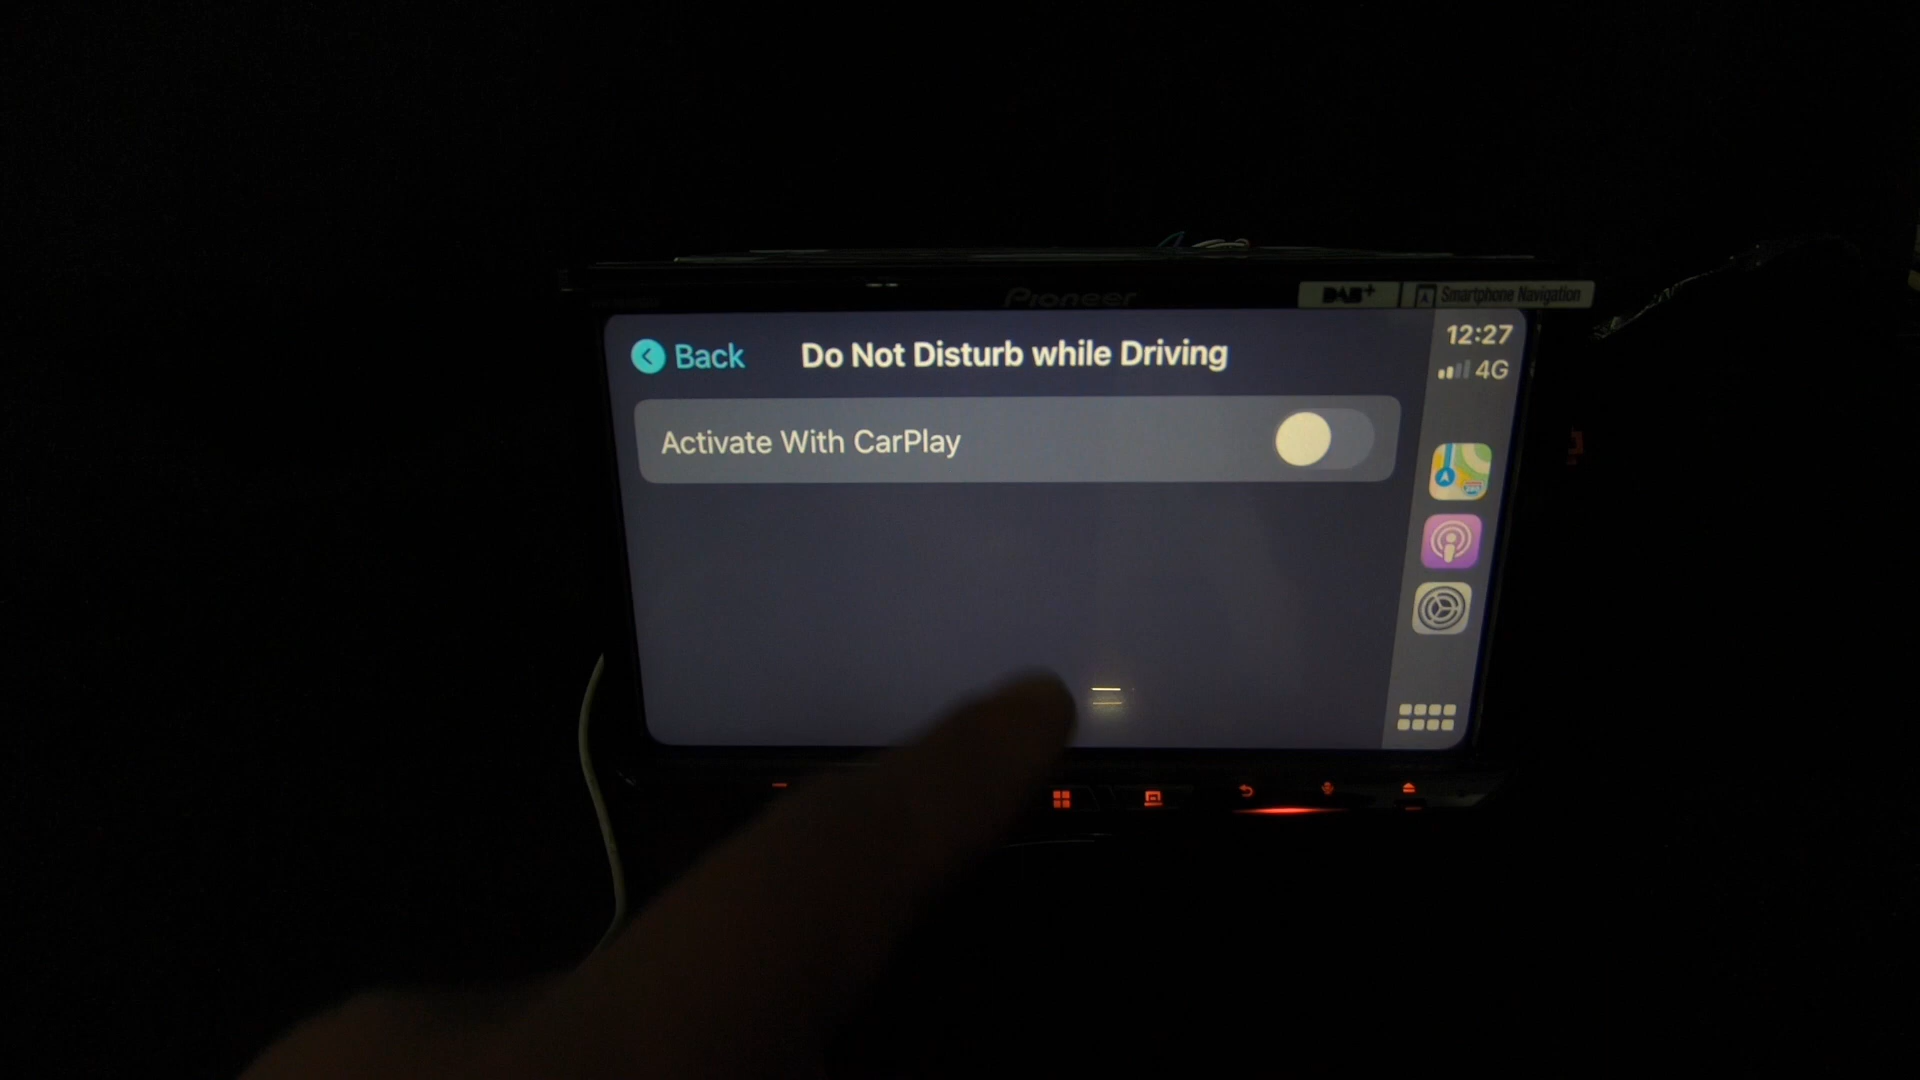 Pioneer
DAB+
Smartphone Navigation
Back
Do Not Disturb while Driving
12:27
4G
Activate With CarPlay